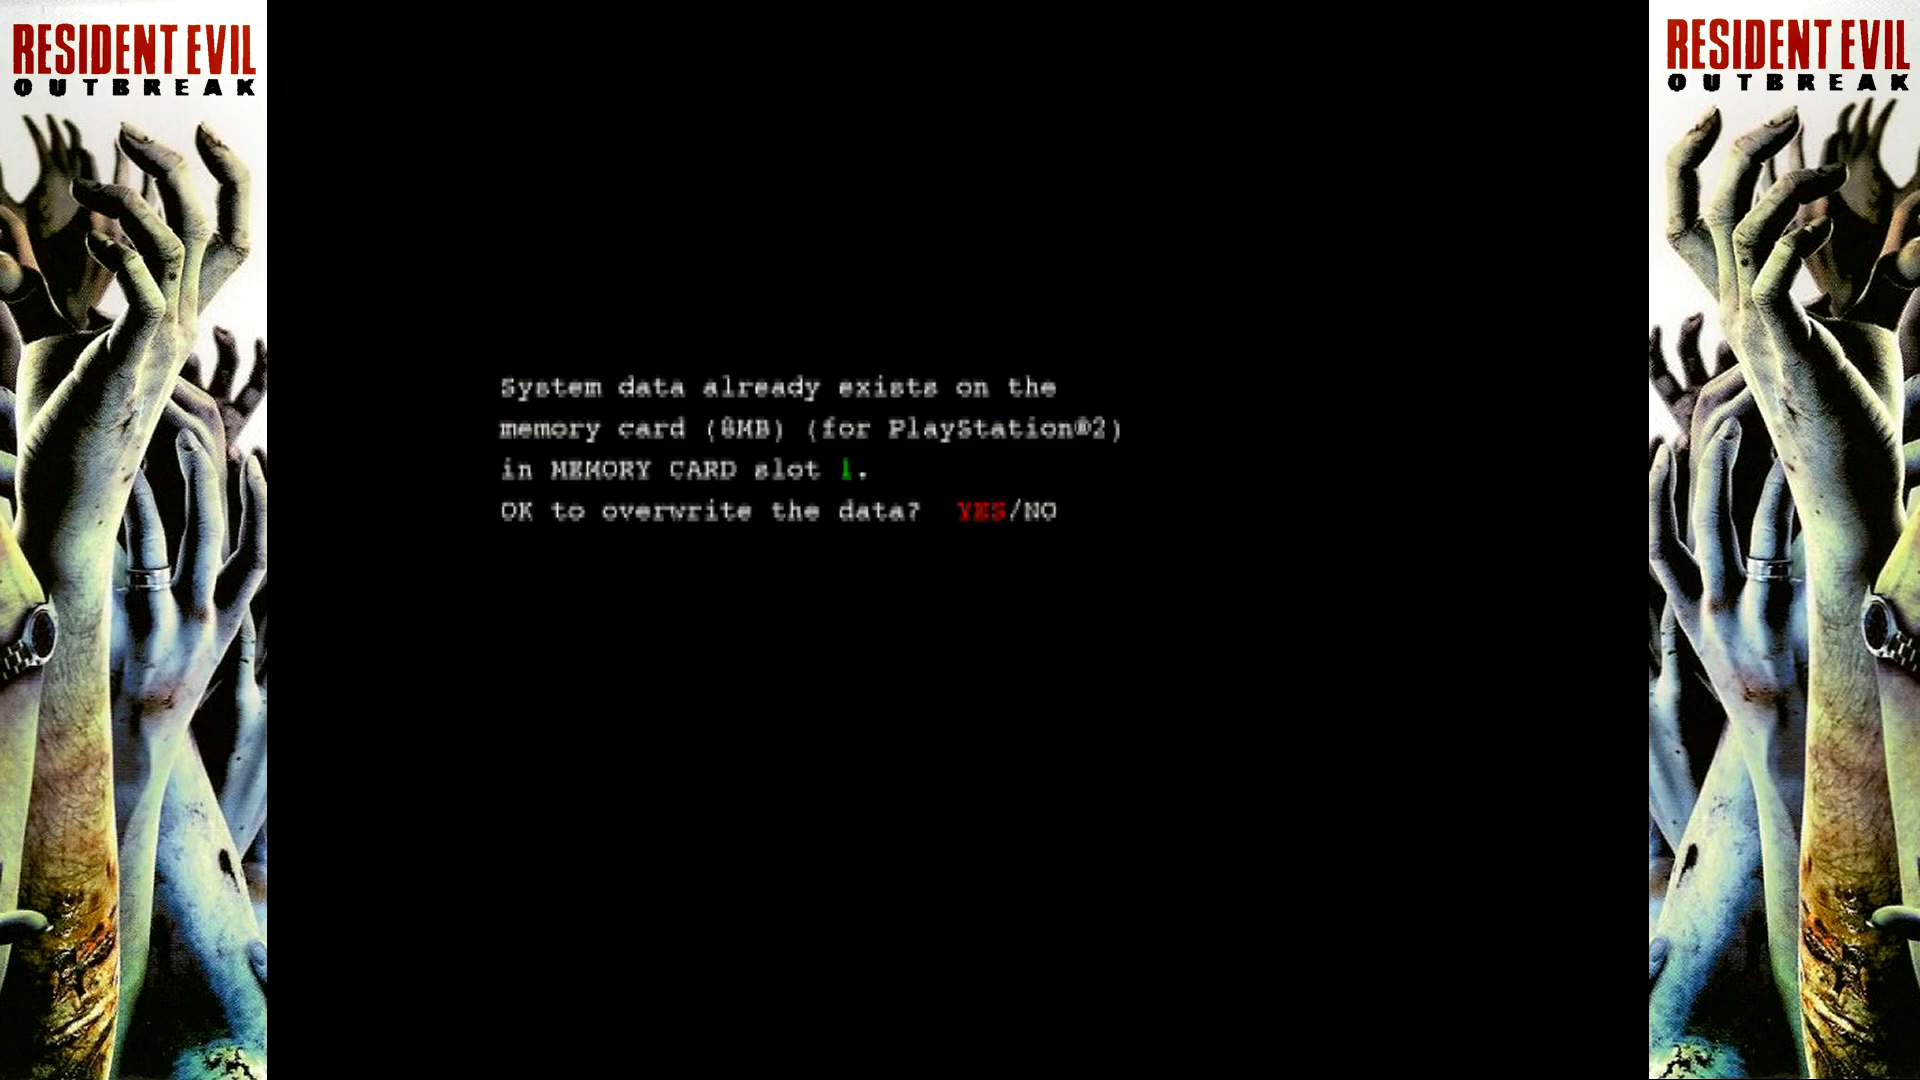 RESIDENT EVIL
OUTBREAK
System data already exists on the
memory card (8MB) (for PlayStation®2)
in MEMORY CARD slot 1.
OK to overwrite the data? YES/NO
RESIDENT EVIL
OUTBREAK